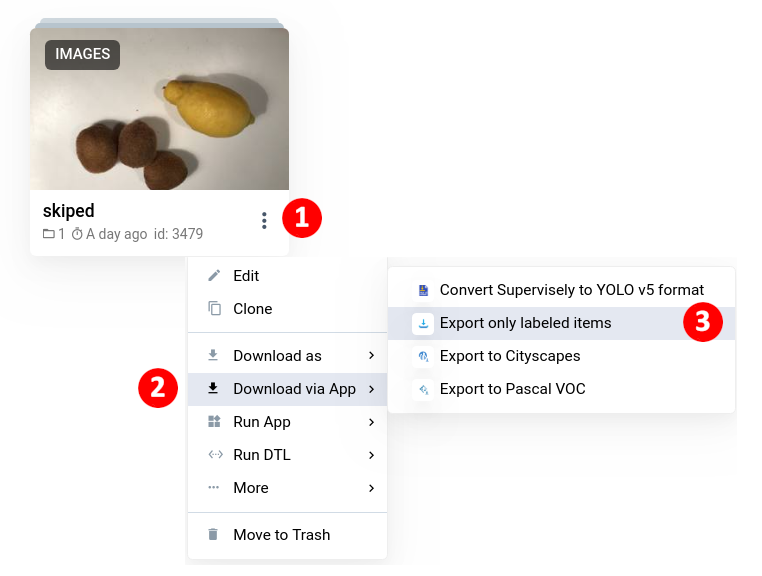 IMAGES
skiped
1
1 A day ago id: 3479
Edit
Clone
Download as
2
Download via App
Run App
Run DTL
More
Move to Trash
Convert Supervisely to YOLO v5 format
Export only labeled items
3
Export to Cityscapes
Export to Pascal VOC